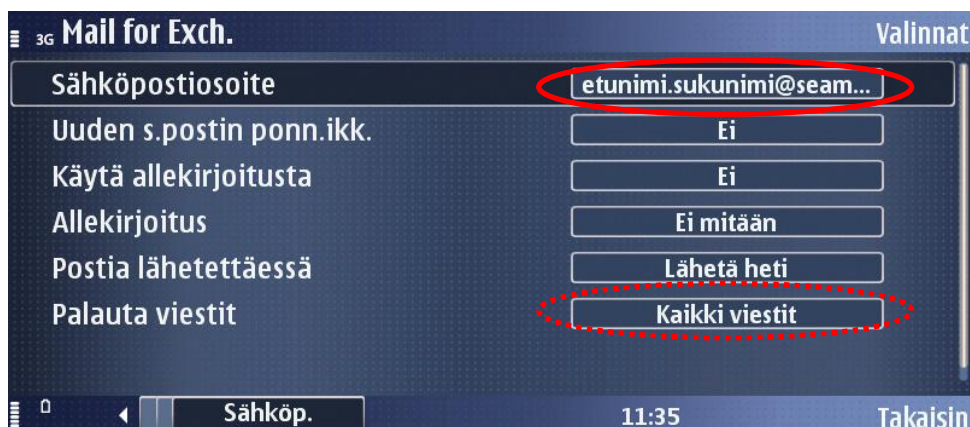 3G Mail for Exch. Valinnat
Sähköpostiosoite etunimi.sukunimi@seam...
Uuden s.postin ponn.ikk. Ei
Käytä allekirjoitusta Ei
Allekirjoitus Ei mitään
Postia lähetettäessä Lähetä heti
Palauta viestit Kaikki viestit
Sähköp. 11:35 Takaisin